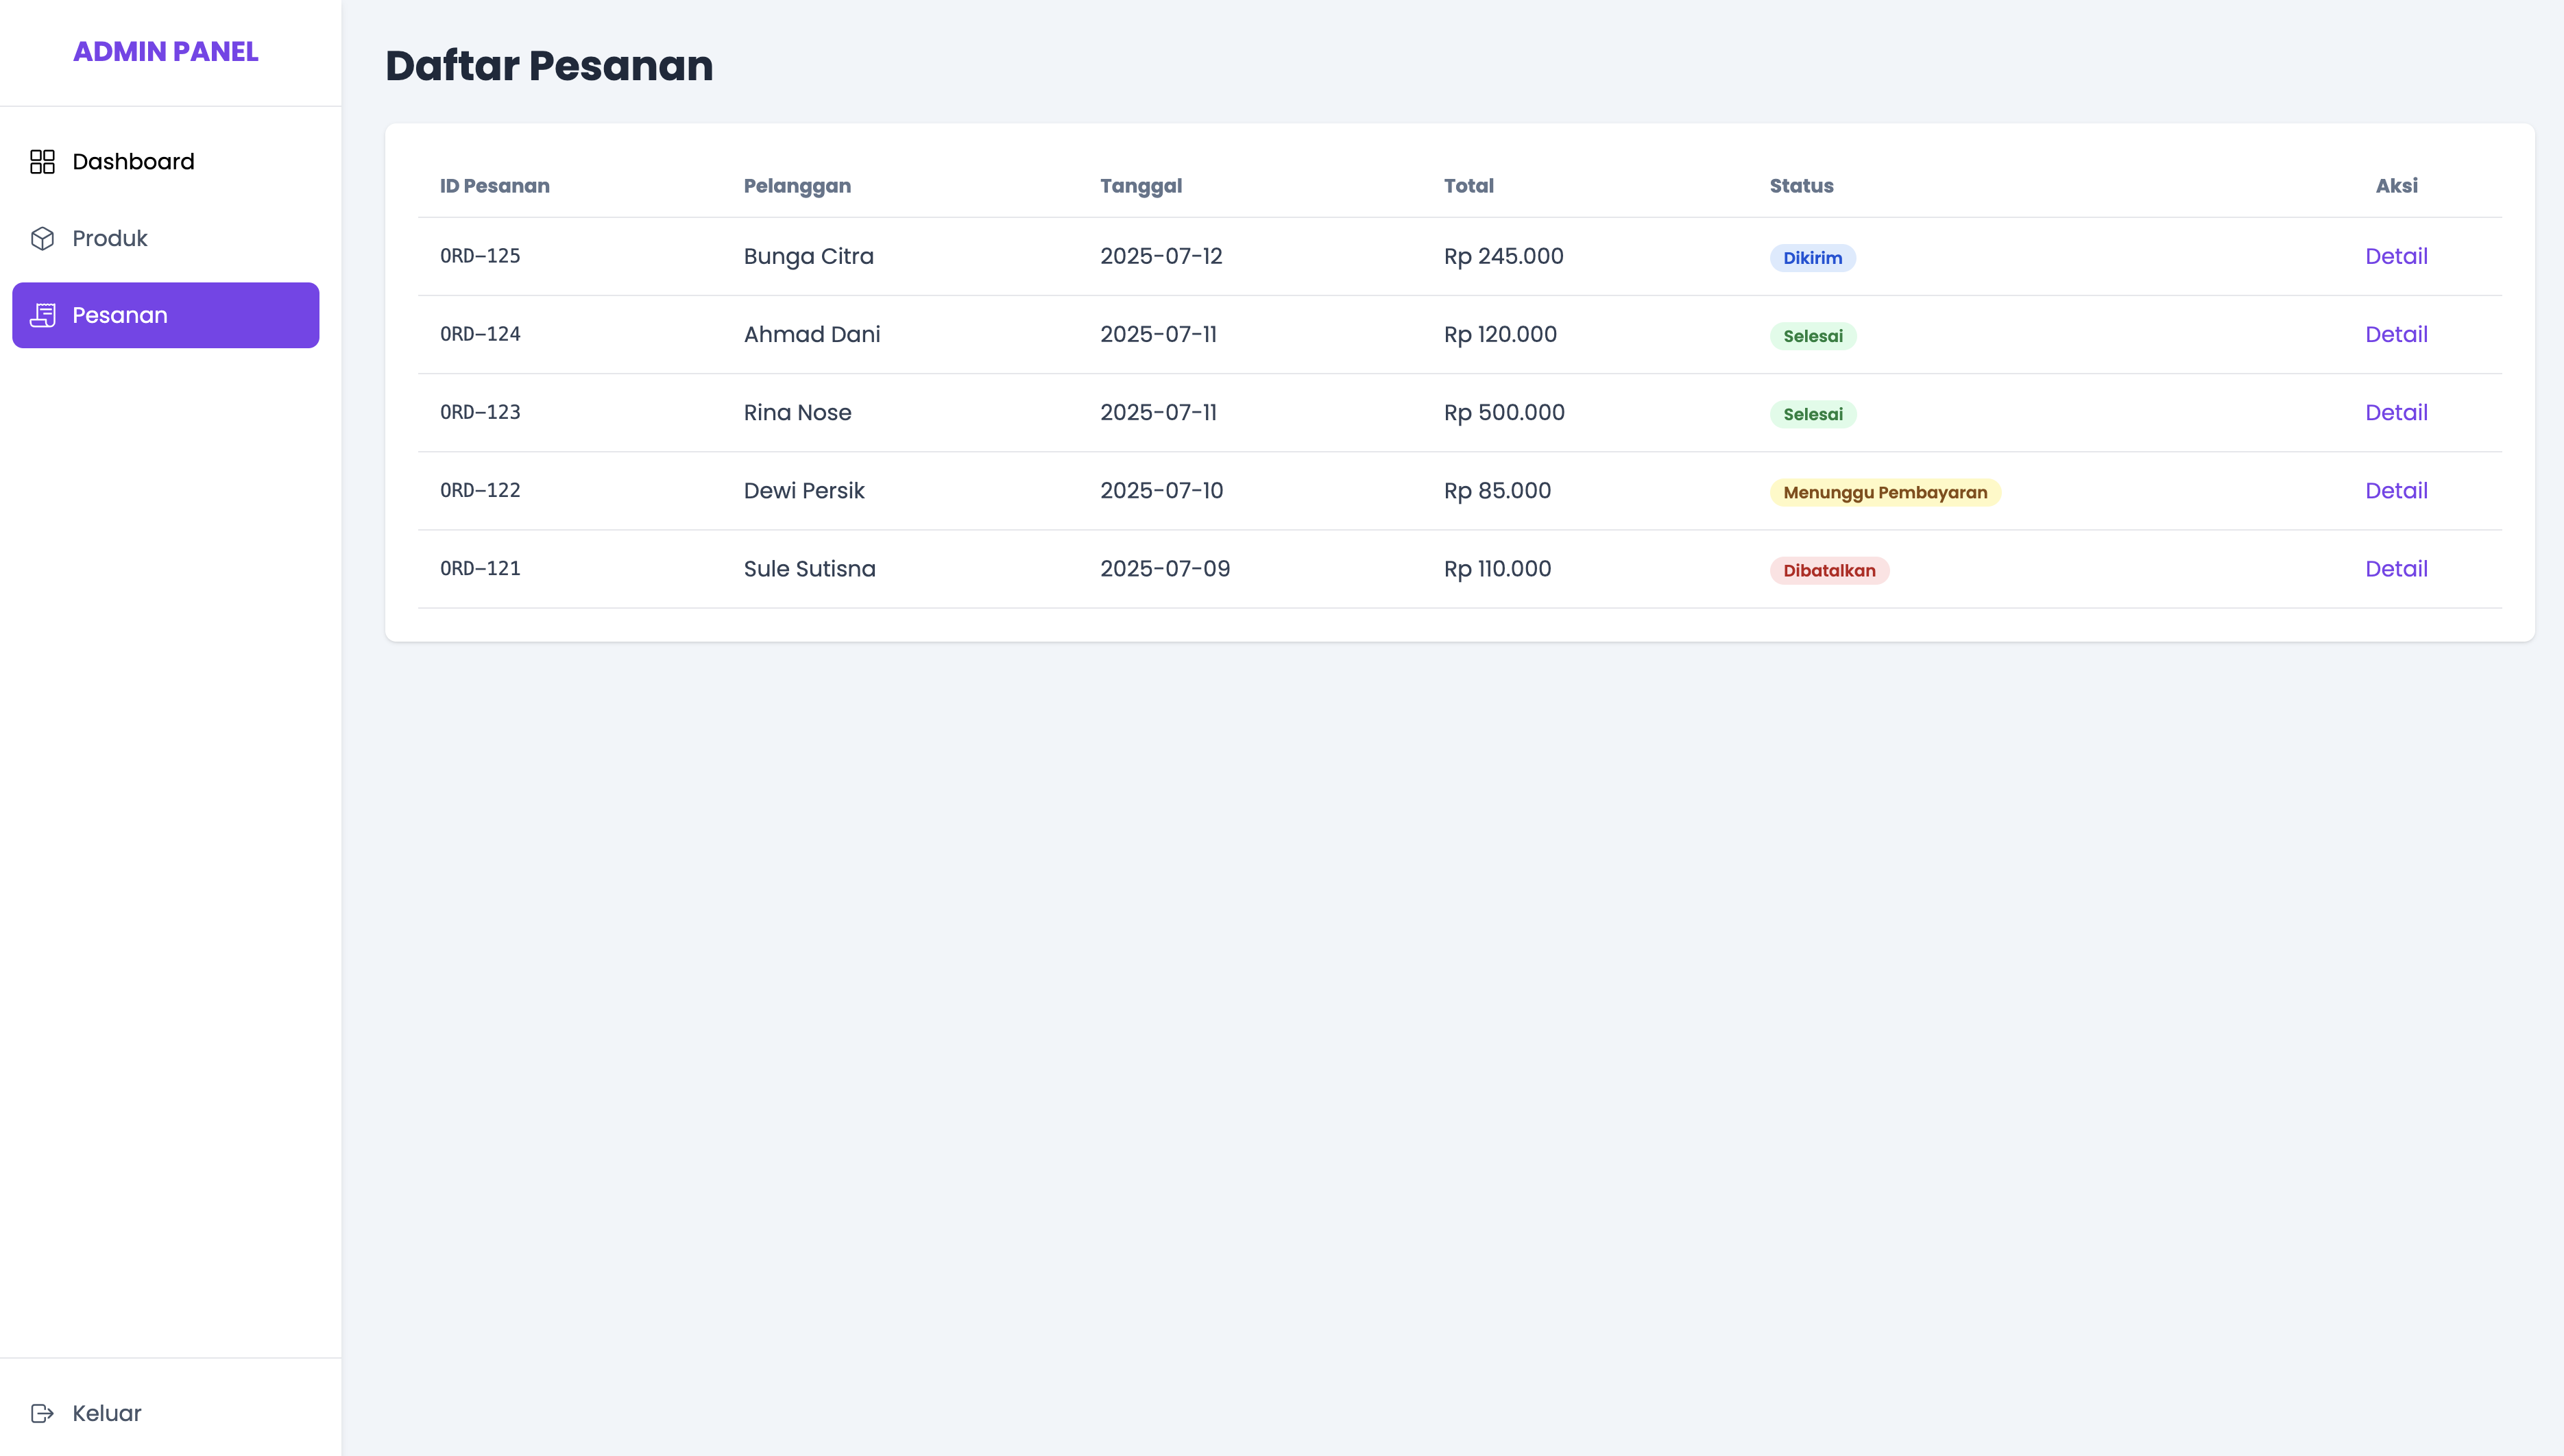 ADMIN PANEL
Dashboard
Produk
Pesanan
Keluar
Daftar Pesanan
ID Pesanan Pelanggan Tanggal Total Status Aksi
ORD-125 Bunga Citra 2025-07-12 Rp 245.000 Dikirim Detail
ORD-124 Ahmad Dani 2025-07-11 Rp 120.000 Selesai Detail
ORD-123 Rina Nose 2025-07-11 Rp 500.000 Selesai Detail
ORD-122 Dewi Persik 2025-07-10 Rp 85.000 Menunggu Pembayaran Detail
ORD-121 Sule Sutisna 2025-07-09 Rp 110.000 Dibatalkan Detail